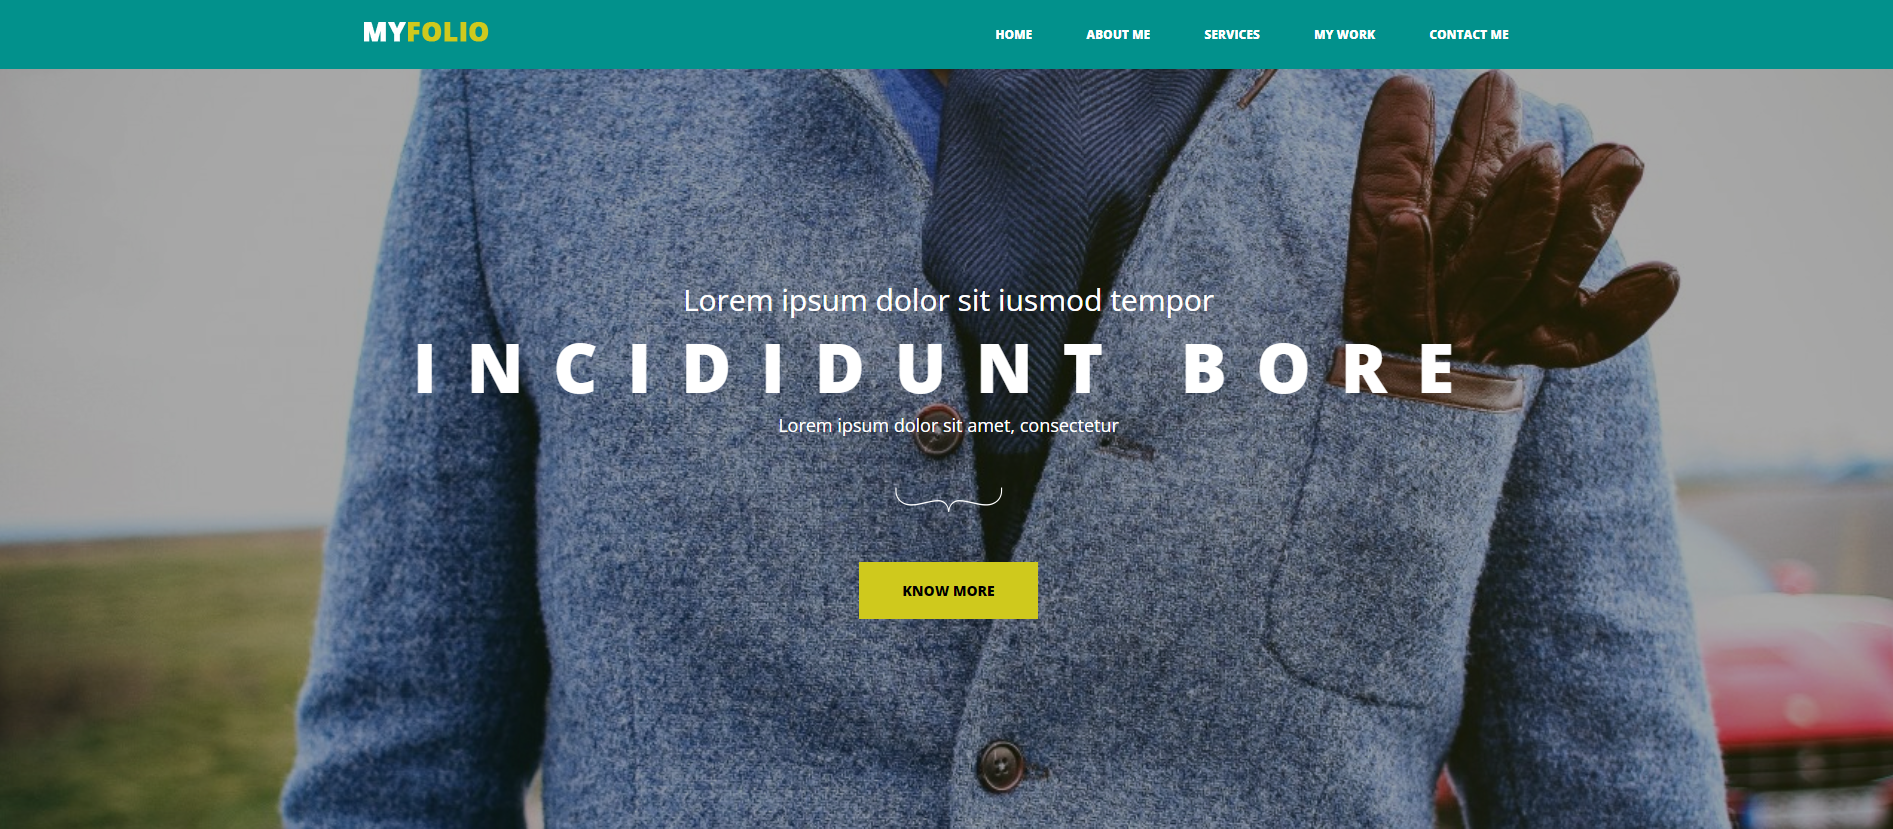 MYFOLIO
HOME ABOUT ME SERVICES MY WORK CONTACT ME
Lorem ipsum dolor sit iusmod tempor
INCIDIDUNT BORE
Lorem ipsum dolor sit amet, consectetur
KNOW MORE